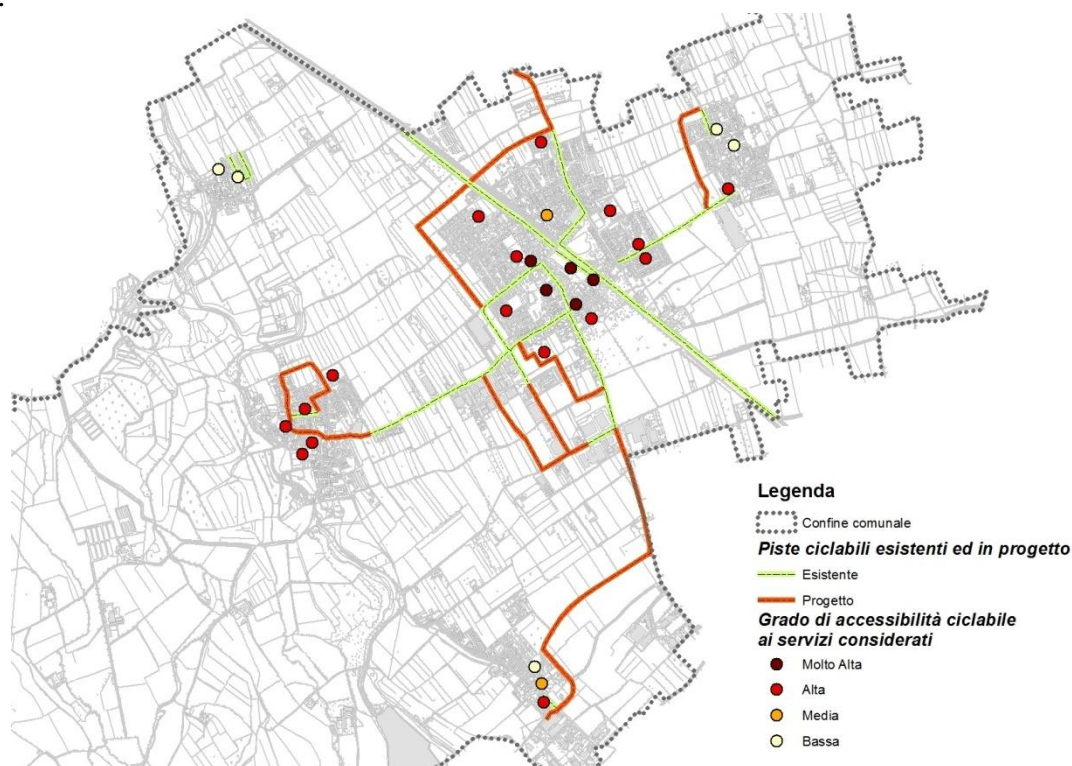 Legenda
Confine comunale
Piste ciclabili esistenti ed in progetto
Esistente
Progetto
Grado di accessibilità ciclabile
ai servizi considerati
Molto Alta
Alta
Media
Bassa